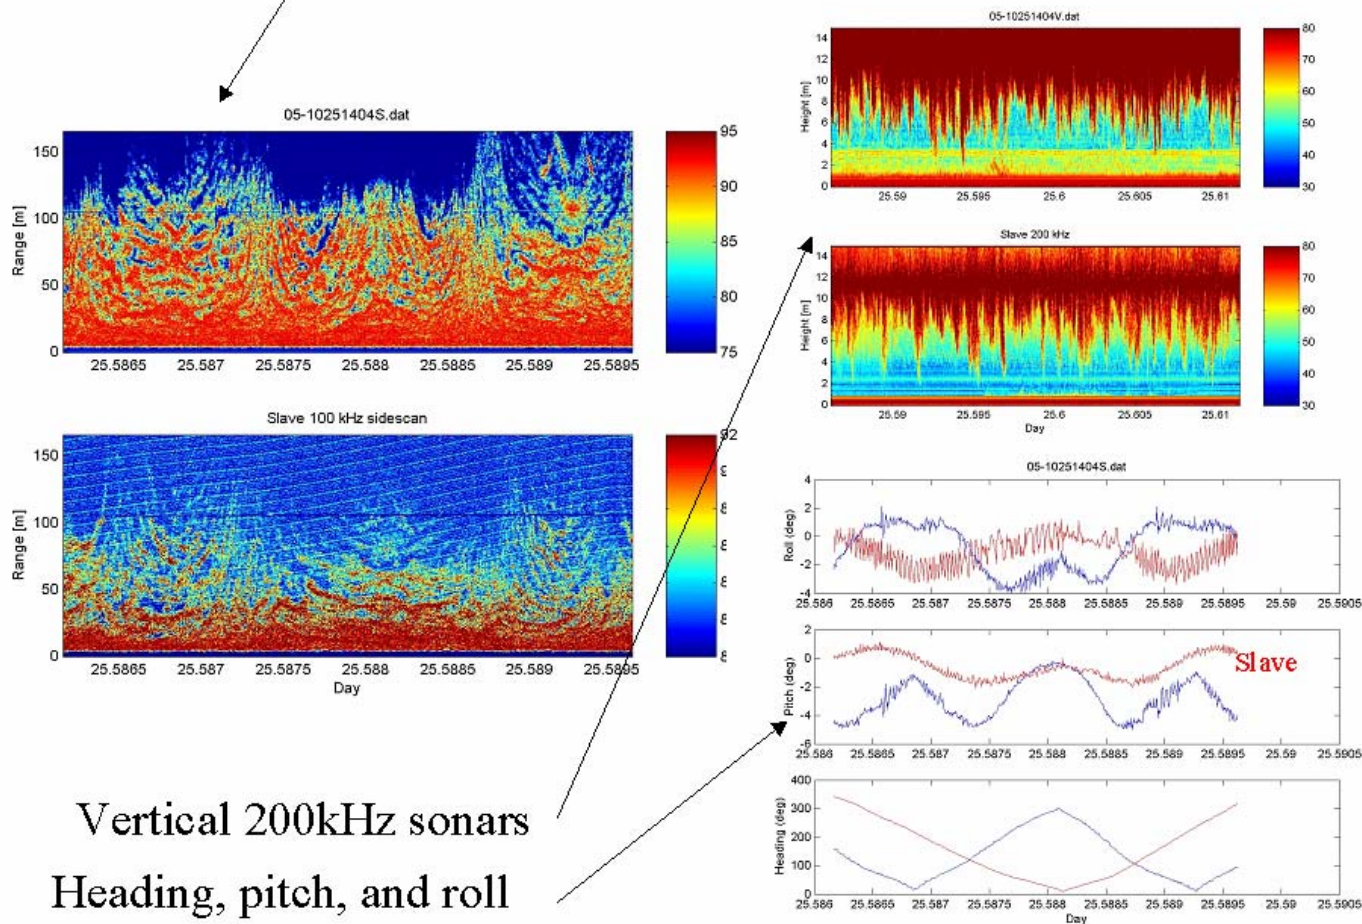 05-10251404S.dat
Range [m]
150
100
50
0
25.5865 25.587 25.5875 25.588 25.5885 25.589 25.5895
95
90
85
80
75
Slave 100 kHz sidescan
Range [m]
150
100
50
0
25.5865 25.587 25.5875 25.588 25.5885 25.589 25.5895
Day
05-10251404V.dat
Height [m]
14
12
10
8
6
4
2
0
25.59 25.595 25.6 25.605 25.61
80
70
60
50
40
30
Slave 200 kHz
Height [m]
14
12
10
8
6
4
2
0
25.59 25.595 25.6 25.605 25.61
Day
80
70
60
50
40
30
05-10251404S.dat
Roll (deg)
4
2
0
-2
-4
25.586 25.5865 25.587 25.5875 25.588 25.5885 25.589 25.5895 25.59 25.5905
Pitch (deg)
2
0
-2
-4
-6
Slave
25.586 25.5865 25.587 25.5875 25.588 25.5885 25.589 25.5895 25.59 25.5905
Heading (deg)
400
300
200
100
0
25.586 25.5865 25.587 25.5875 25.588 25.5885 25.589 25.5895 25.59 25.5905
Day
Vertical 200kHz sonars
Heading, pitch, and roll